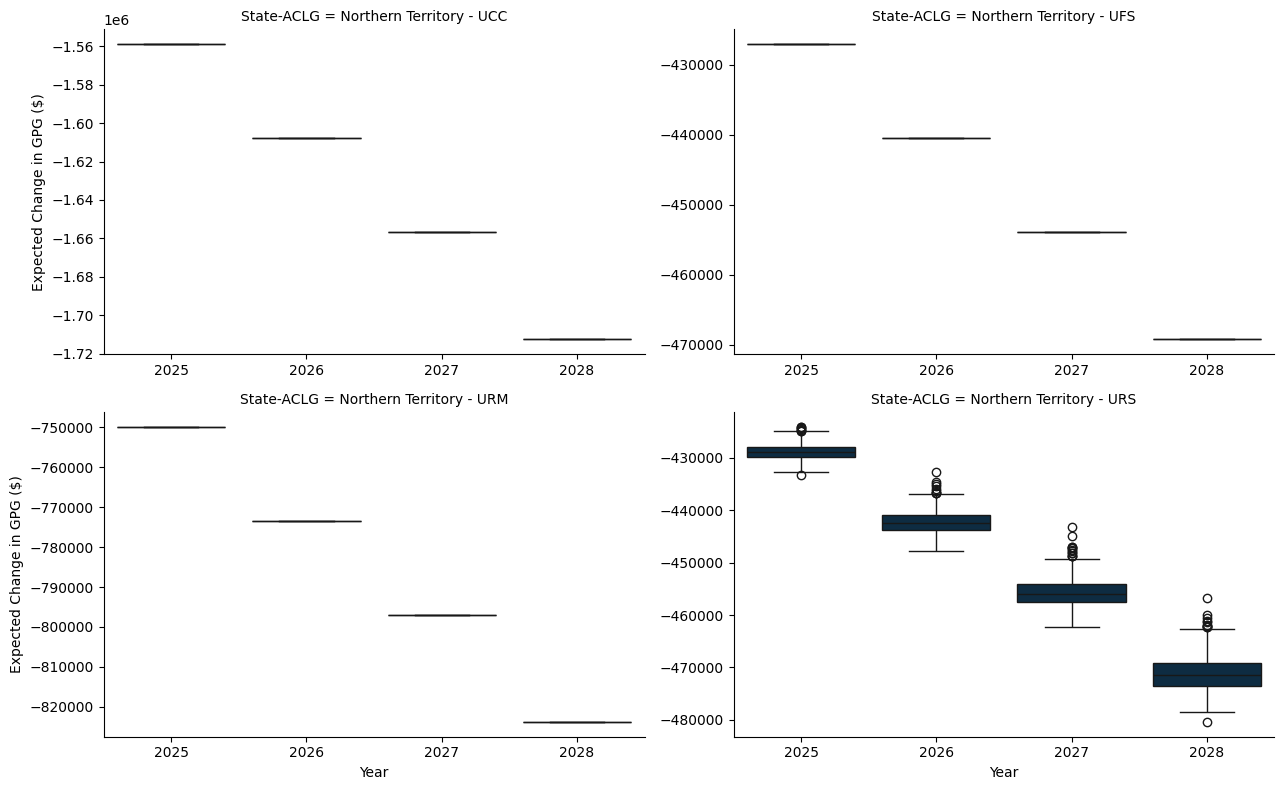 State-ACLG = Northern Territory - UCC
1e6
Expected Change in GPG ($)
−1.56
−1.58
−1.60
−1.62
−1.64
−1.66
−1.68
−1.70
−1.72
2025 2026 2027 2028
State-ACLG = Northern Territory - UFS
−430000
−440000
−450000
−460000
−470000
2025 2026 2027 2028
State-ACLG = Northern Territory - URM
Expected Change in GPG ($)
−750000
−760000
−770000
−780000
−790000
−800000
−810000
−820000
2025 2026 2027 2028
Year
State-ACLG = Northern Territory - URS
−430000
−440000
−450000
−460000
−470000
−480000
2025 2026 2027 2028
Year